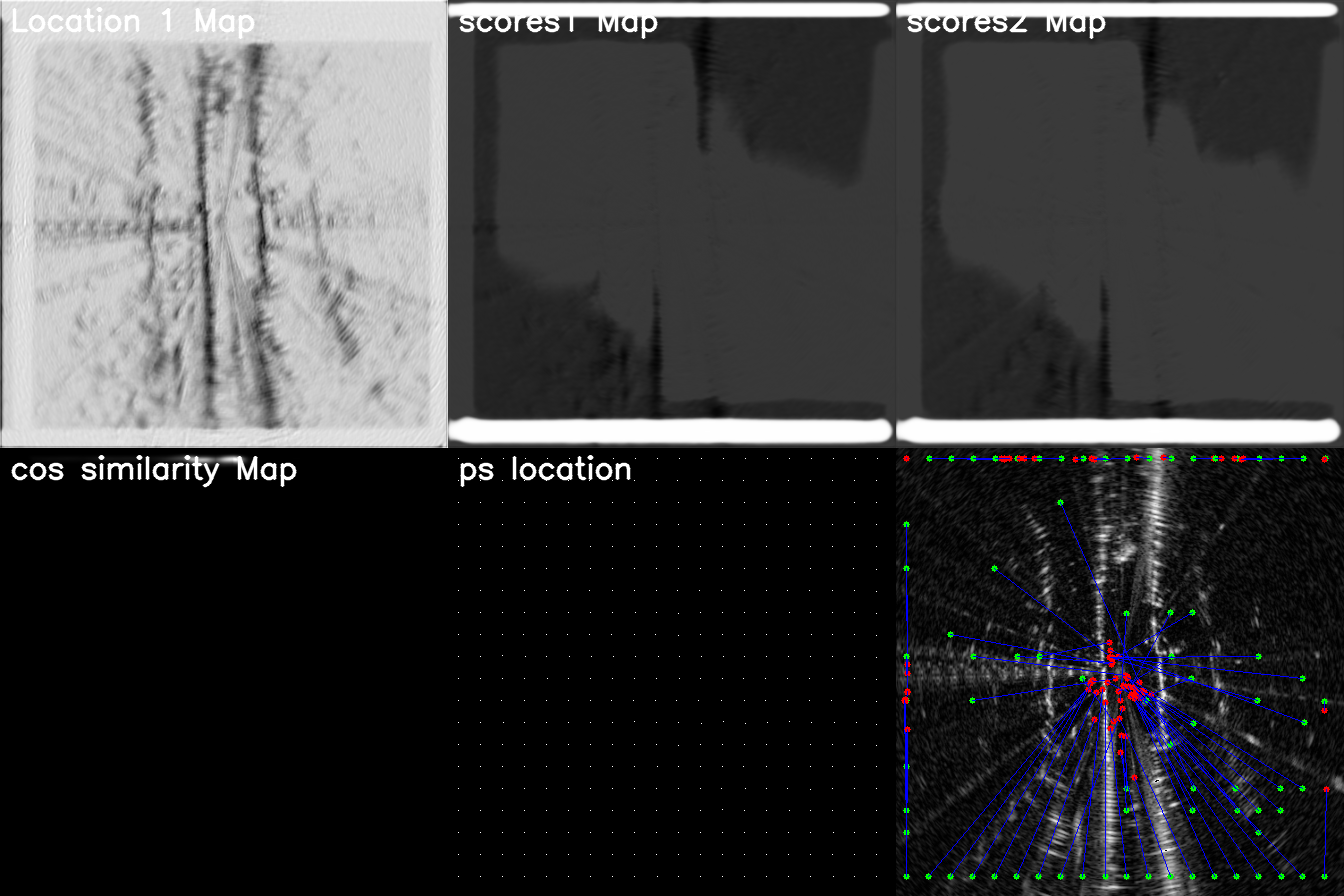 Location 1 Map
scores1 Map
scores2 Map
cos similarity Map
ps location